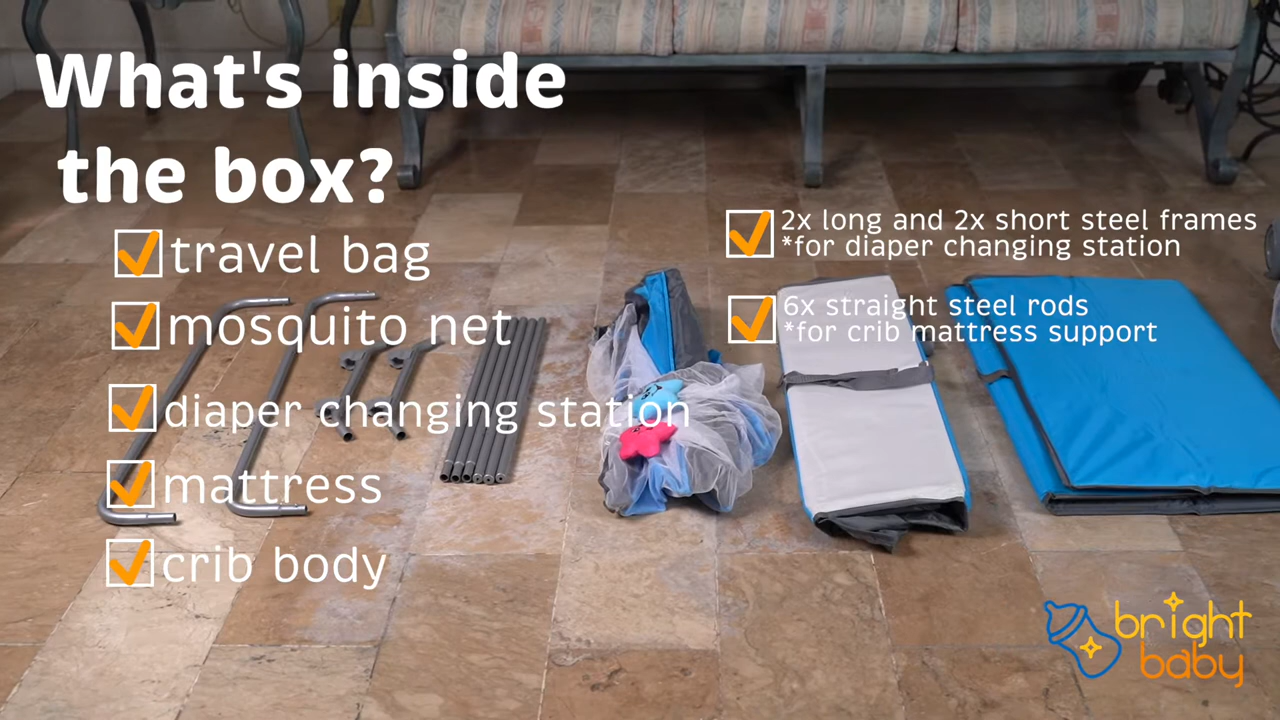 What's inside
the box?
travel bag
mosquito net
diaper changing station
mattress
crib body
2x long and 2x short steel frames
*for diaper changing station
6x straight steel rods
*for crib mattress support
bright
baby